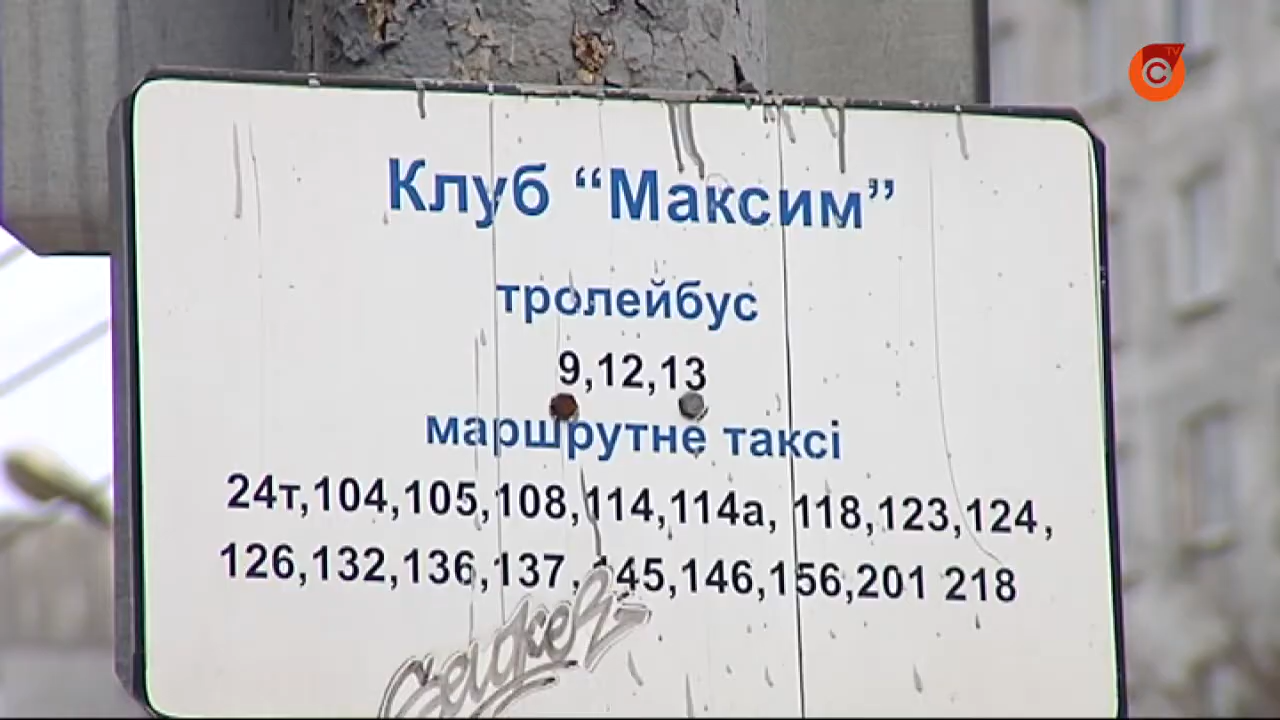 Клуб “Максим”
тролейбус
9,12,13
маршрутне таксі
24т,104,105,108,114,114а, 118,123,124,
126,132,136,137, 145,146,156,201 218
TV
C